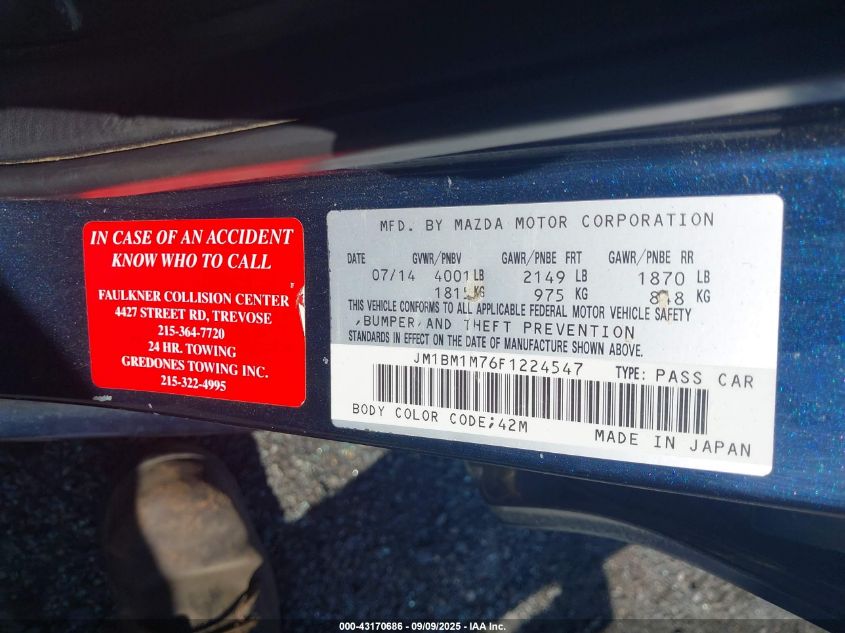 IN CASE OF AN ACCIDENT
KNOW WHO TO CALL
FAULKNER COLLISION CENTER
4427 STREET RD, TREVOSE
215-364-7720
24 HR. TOWING
GREDONES TOWING INC.
215-322-4995
MFD. BY MAZDA MOTOR CORPORATION
DATE GVWR/PNBV GAWR/PNBE FRT GAWR/PNBE RR
07/14 4001 LB 2149 LB 1870 LB
KG 975 KG KG
THIS VEHICLE CONFORMS TO ALL APPLICABLE FEDERAL MOTOR VEHICLE SAFETY
,BUMPER, AND THEFT PREVENTION
STANDARDS IN EFFECT ON THE DATE OF MANUFACTURE SHOWN ABOVE.
JM1BM1M76F1224547 TYPE: PASS CAR
BODY COLOR CODE;42M
MADE IN JAPAN
000-43170686 - 09/09/2025 - IAA Inc.